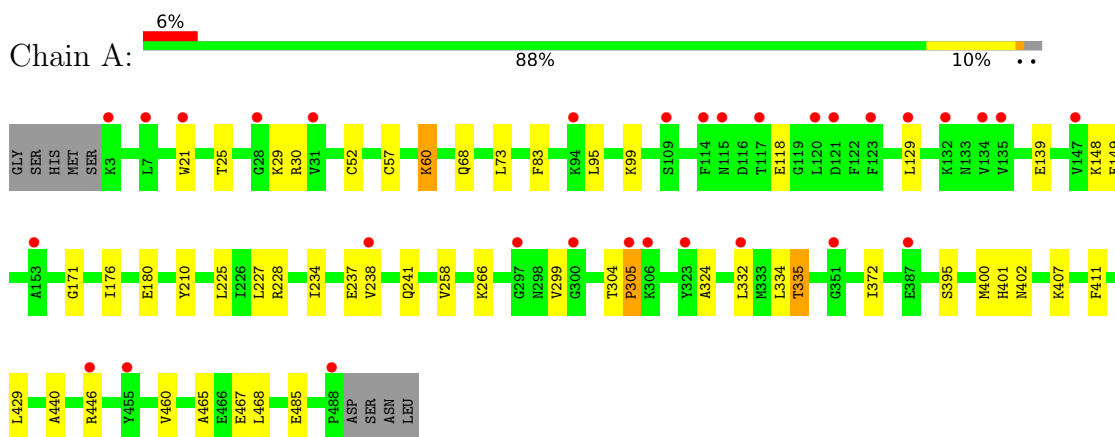 6%
Chain A:
88%
10%
• •
GLY SER HIS MET SER K3 L7 W21 T25 G28 K29 R30 V31 C52 C57 K60 Q68 L73 F83 K94 L95 K99 S109 F114 N115 D116 T117 E118 G119 L120 D121 F122 F123 L129 K132 N133 V134 V135 E139 V147 K148
A153 G171 I176 E180 Y210 L225 I226 L227 R228 I234 E237 V238 Q241 V258 K266 G297 N298 V299 G300 T304 P305 K306 Y323 A324 L332 M333 L334 T335 G351 I372 E387 S395 M400 H401 N402 K407 F411
L429 A440 R446 Y455 V460 A465 E466 E467 L468 E485 P488 ASP SER ASN LEU